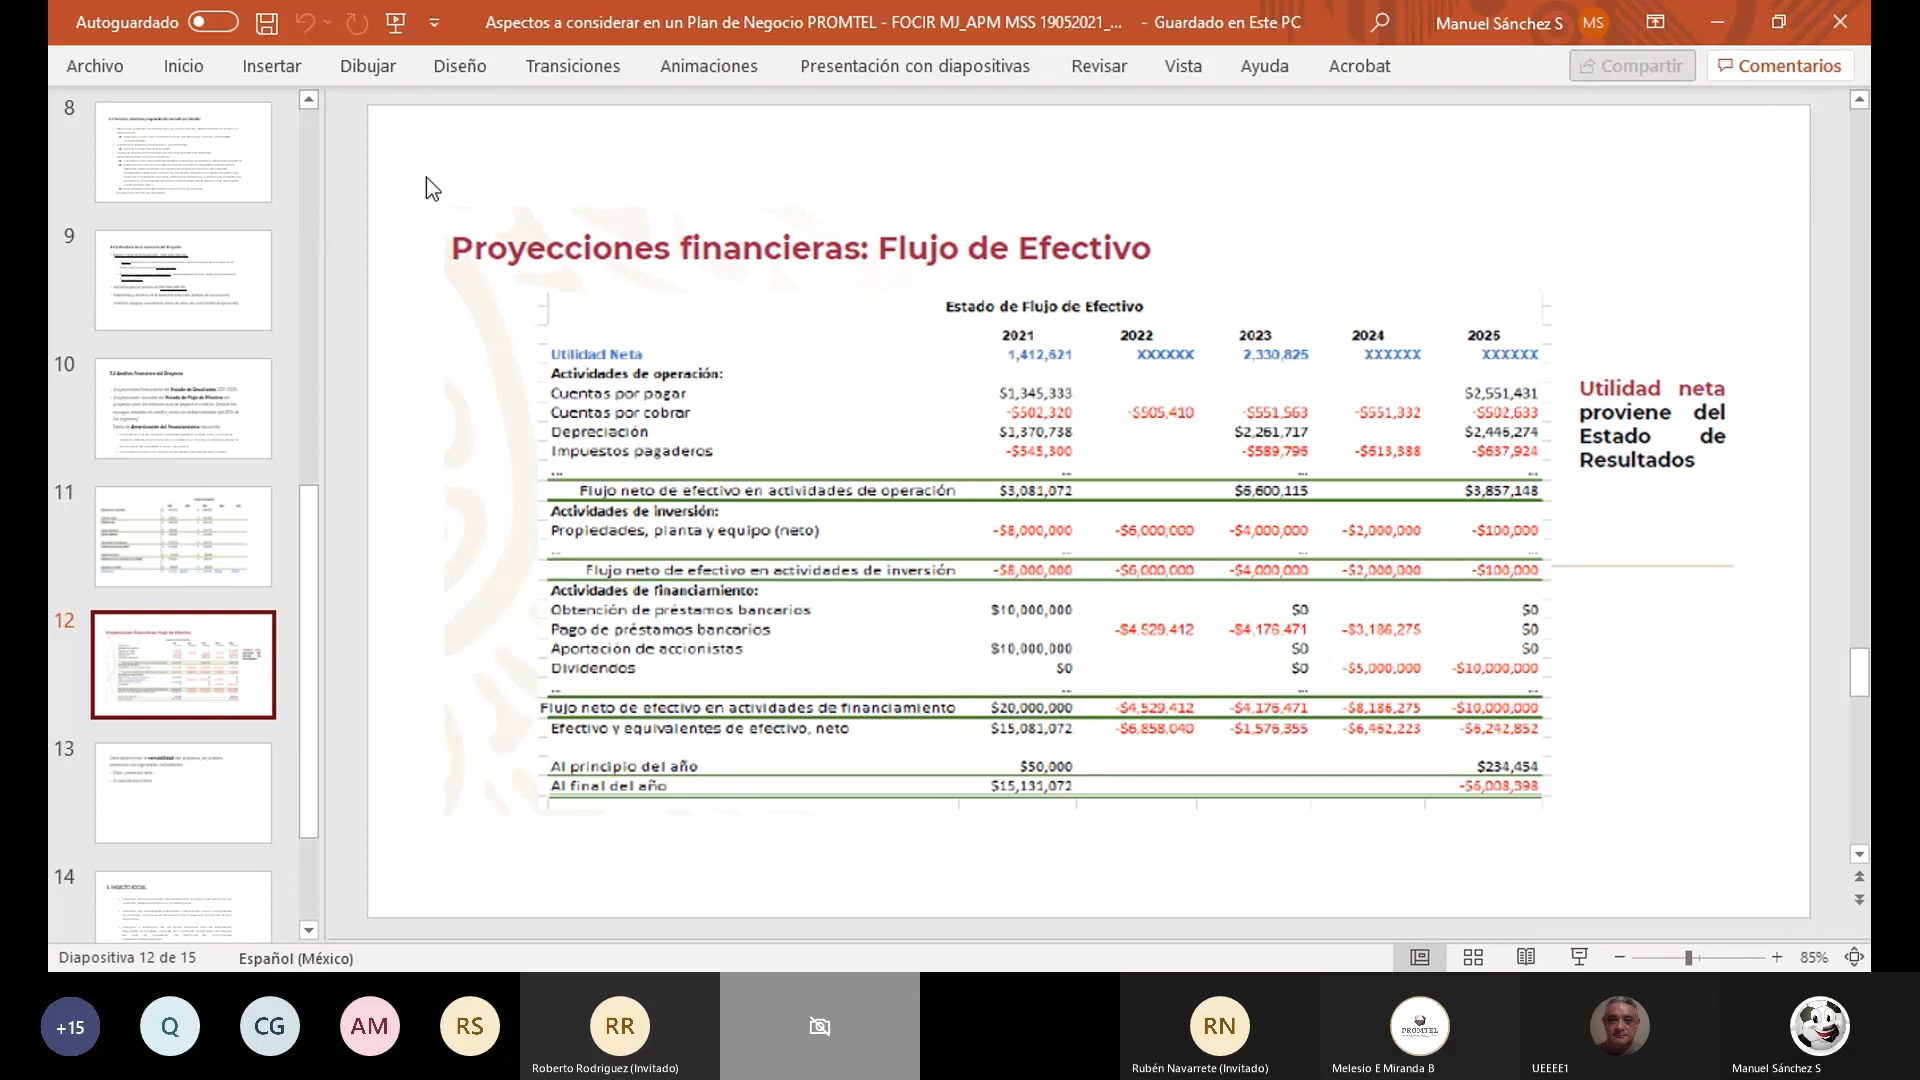 Autoguardado
Aspectos a considerar en un Plan de Negocio PROMTEL - FOCIR MJ_APM MSS 19052021_... - Guardado en Este PC
Manuel Sánchez S MS
Archivo Inicio Insertar Dibujar Diseño Transiciones Animaciones Presentación con diapositivas Revisar Vista Ayuda Acrobat Compartir Comentarios
8
9
10
11
12
13
14
Proyecciones financieras: Flujo de Efectivo
Estado de Flujo de Efectivo
2021 2022 2023 2024 2025
Utilidad Neta 1,412,621 XXXXXX 2,330,825 XXXXXX XXXXXX
Actividades de operación:
Cuentas por pagar $1,345,333 $2,551,431
Cuentas por cobrar -$502,320 -$505,410 -$551,563 -$551,332 -$502,633
Depreciación $1,370,738 $2,261,717 $2,446,274
Impuestos pagaderos -$545,300 -$589,796 -$613,388 -$637,924
... ... ... ...
Flujo neto de efectivo en actividades de operación $3,081,072 $6,600,115 $3,857,148
Actividades de inversión:
Propiedades, planta y equipo (neto) -$8,000,000 -$6,000,000 -$4,000,000 -$2,000,000 -$100,000
... ... ... ...
Flujo neto de efectivo en actividades de inversión -$8,000,000 -$6,000,000 -$4,000,000 -$2,000,000 -$100,000
Actividades de financiamiento:
Obtención de préstamos bancarios $10,000,000 $0 $0
Pago de préstamos bancarios -$4,529,412 -$4,176,471 -$3,186,275 $0
Aportación de accionistas $10,000,000 $0 $0
Dividendos $0 $0 -$5,000,000 -$10,000,000
... ... ... ...
Flujo neto de efectivo en actividades de financiamiento $20,000,000 -$4,529,412 -$4,176,471 -$8,186,275 -$10,000,000
Efectivo y equivalentes de efectivo, neto $15,081,072 -$6,858,040 -$1,576,355 -$6,462,223 -$6,242,852
Al principio del año $50,000 $234,454
Al final del año $15,131,072 -$6,008,398
Utilidad neta
proviene del
Estado de
Resultados
Diapositiva 12 de 15 Español (México) 85%
+15 Q CG AM RS RR RN PROMTEL
Roberto Rodriguez (Invitado) Rubén Navarrete (Invitado) Melesio E Miranda B UEEEE1 Manuel Sánchez S